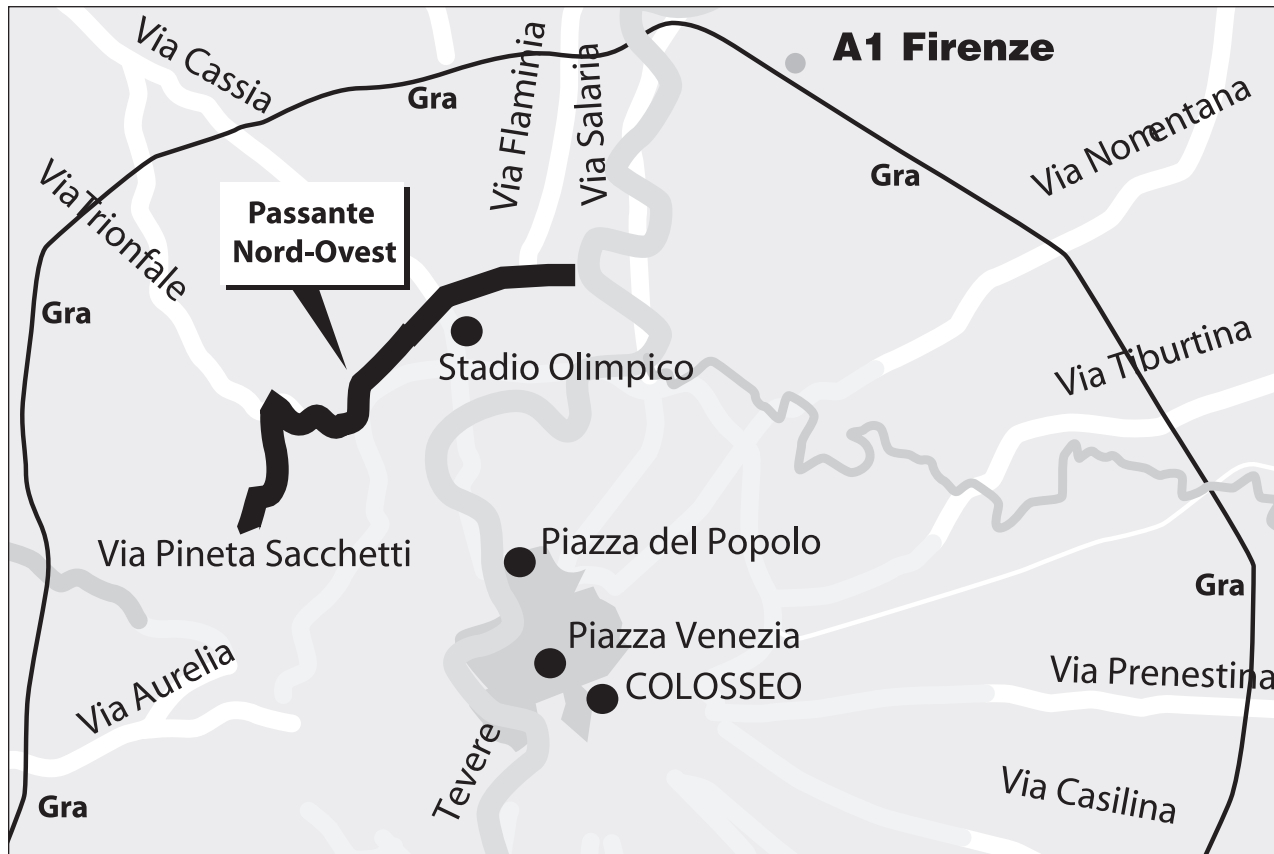 Via Cassia
Gra
Via Flaminia
Via Salaria
A1 Firenze
Via Nomentana
Gra
Via Trionfale
Passante
Nord-Ovest
Gra
Stadio Olimpico
Via Tiburtina
Via Pineta Sacchetti
Piazza del Popolo
Gra
Piazza Venezia
Via Aurelia
COLOSSEO
Via Prenestina
Tevere
Via Casilina
Gra